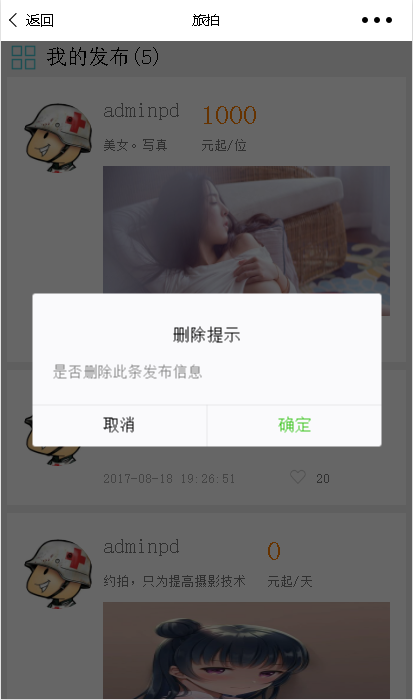 返回
旅拍
我的发布(5)
adminpd
1000
美女。写真
元起/位
删除提示
是否删除此条发布信息
取消
确定
2017-08-18 19:26:51
20
adminpd
0
约拍，只为提高摄影技术
元起/天